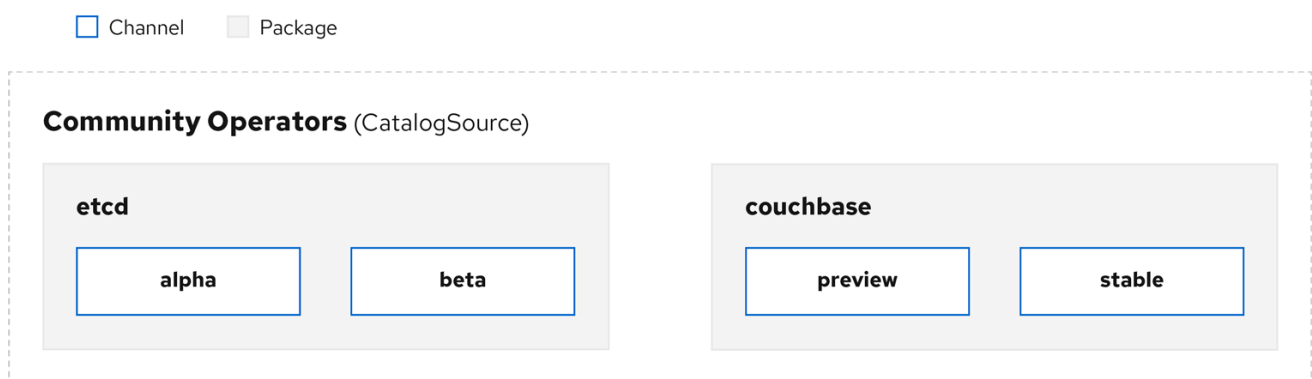 Channel Package
Community Operators (CatalogSource)
etcd
alpha beta
couchbase
preview stable